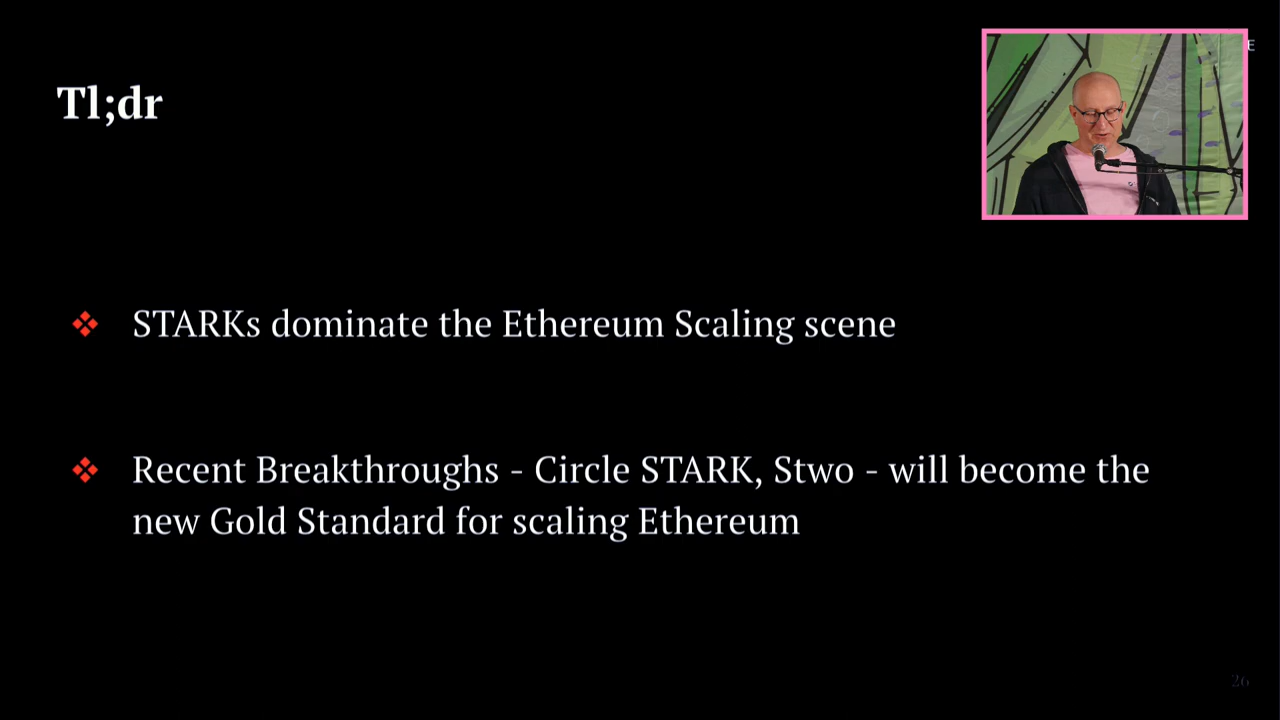 Tl;dr
E
STARKs dominate the Ethereum Scaling scene
Recent Breakthroughs - Circle STARK, Stwo - will become the
new Gold Standard for scaling Ethereum
26